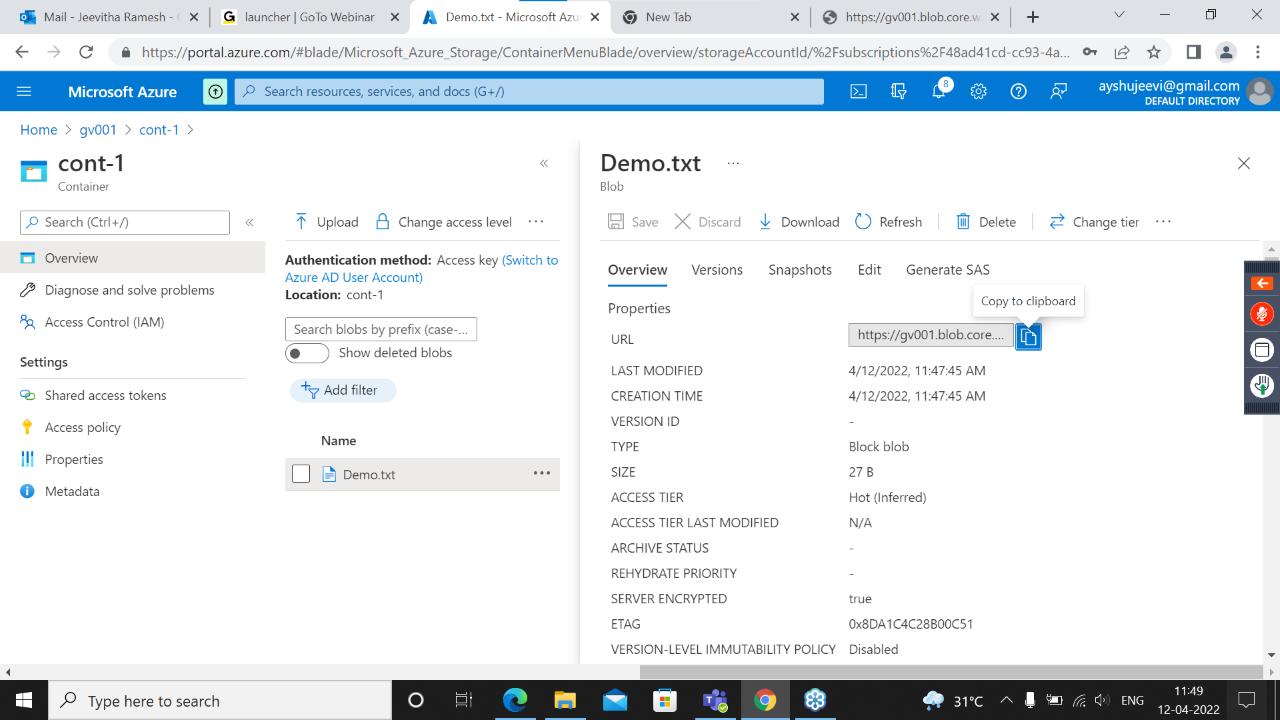 Mail - Jeevitha Ramesh -
launcher | GoTo Webinar
Demo.txt - Microsoft Azu
New Tab
https://gv001.blob.core.w
https://portal.azure.com/#blade/Microsoft_Azure_Storage/ContainerMenuBlade/overview/storageAccountId/%2Fsubscriptions%2F48ad41cd-cc93-4a...
Microsoft Azure
Search resources, services, and docs (G+/)
8
ayshujeevi@gmail.com
DEFAULT DIRECTORY
Home > gv001 > cont-1 >
cont-1
Container
Search (Ctrl+/)
Overview
Diagnose and solve problems
Access Control (IAM)
Settings
Shared access tokens
Access policy
Properties
Metadata
Upload
Change access level
Authentication method: Access key (Switch to
Azure AD User Account)
Location: cont-1
Search blobs by prefix (case-...
Show deleted blobs
Add filter
Name
Demo.txt
Demo.txt
Blob
Save
Discard
Download
Refresh
Delete
Change tier
Overview
Versions
Snapshots
Edit
Generate SAS
Copy to clipboard
Properties
URL https://gv001.blob.core....
LAST MODIFIED 4/12/2022, 11:47:45 AM
CREATION TIME 4/12/2022, 11:47:45 AM
VERSION ID -
TYPE Block blob
SIZE 27 B
ACCESS TIER Hot (Inferred)
ACCESS TIER LAST MODIFIED N/A
ARCHIVE STATUS -
REHYDRATE PRIORITY -
SERVER ENCRYPTED true
ETAG 0x8DA1C4C28B00C51
VERSION-LEVEL IMMUTABILITY POLICY Disabled
Type here to search
31°C
ENG
11:49
12-04-2022